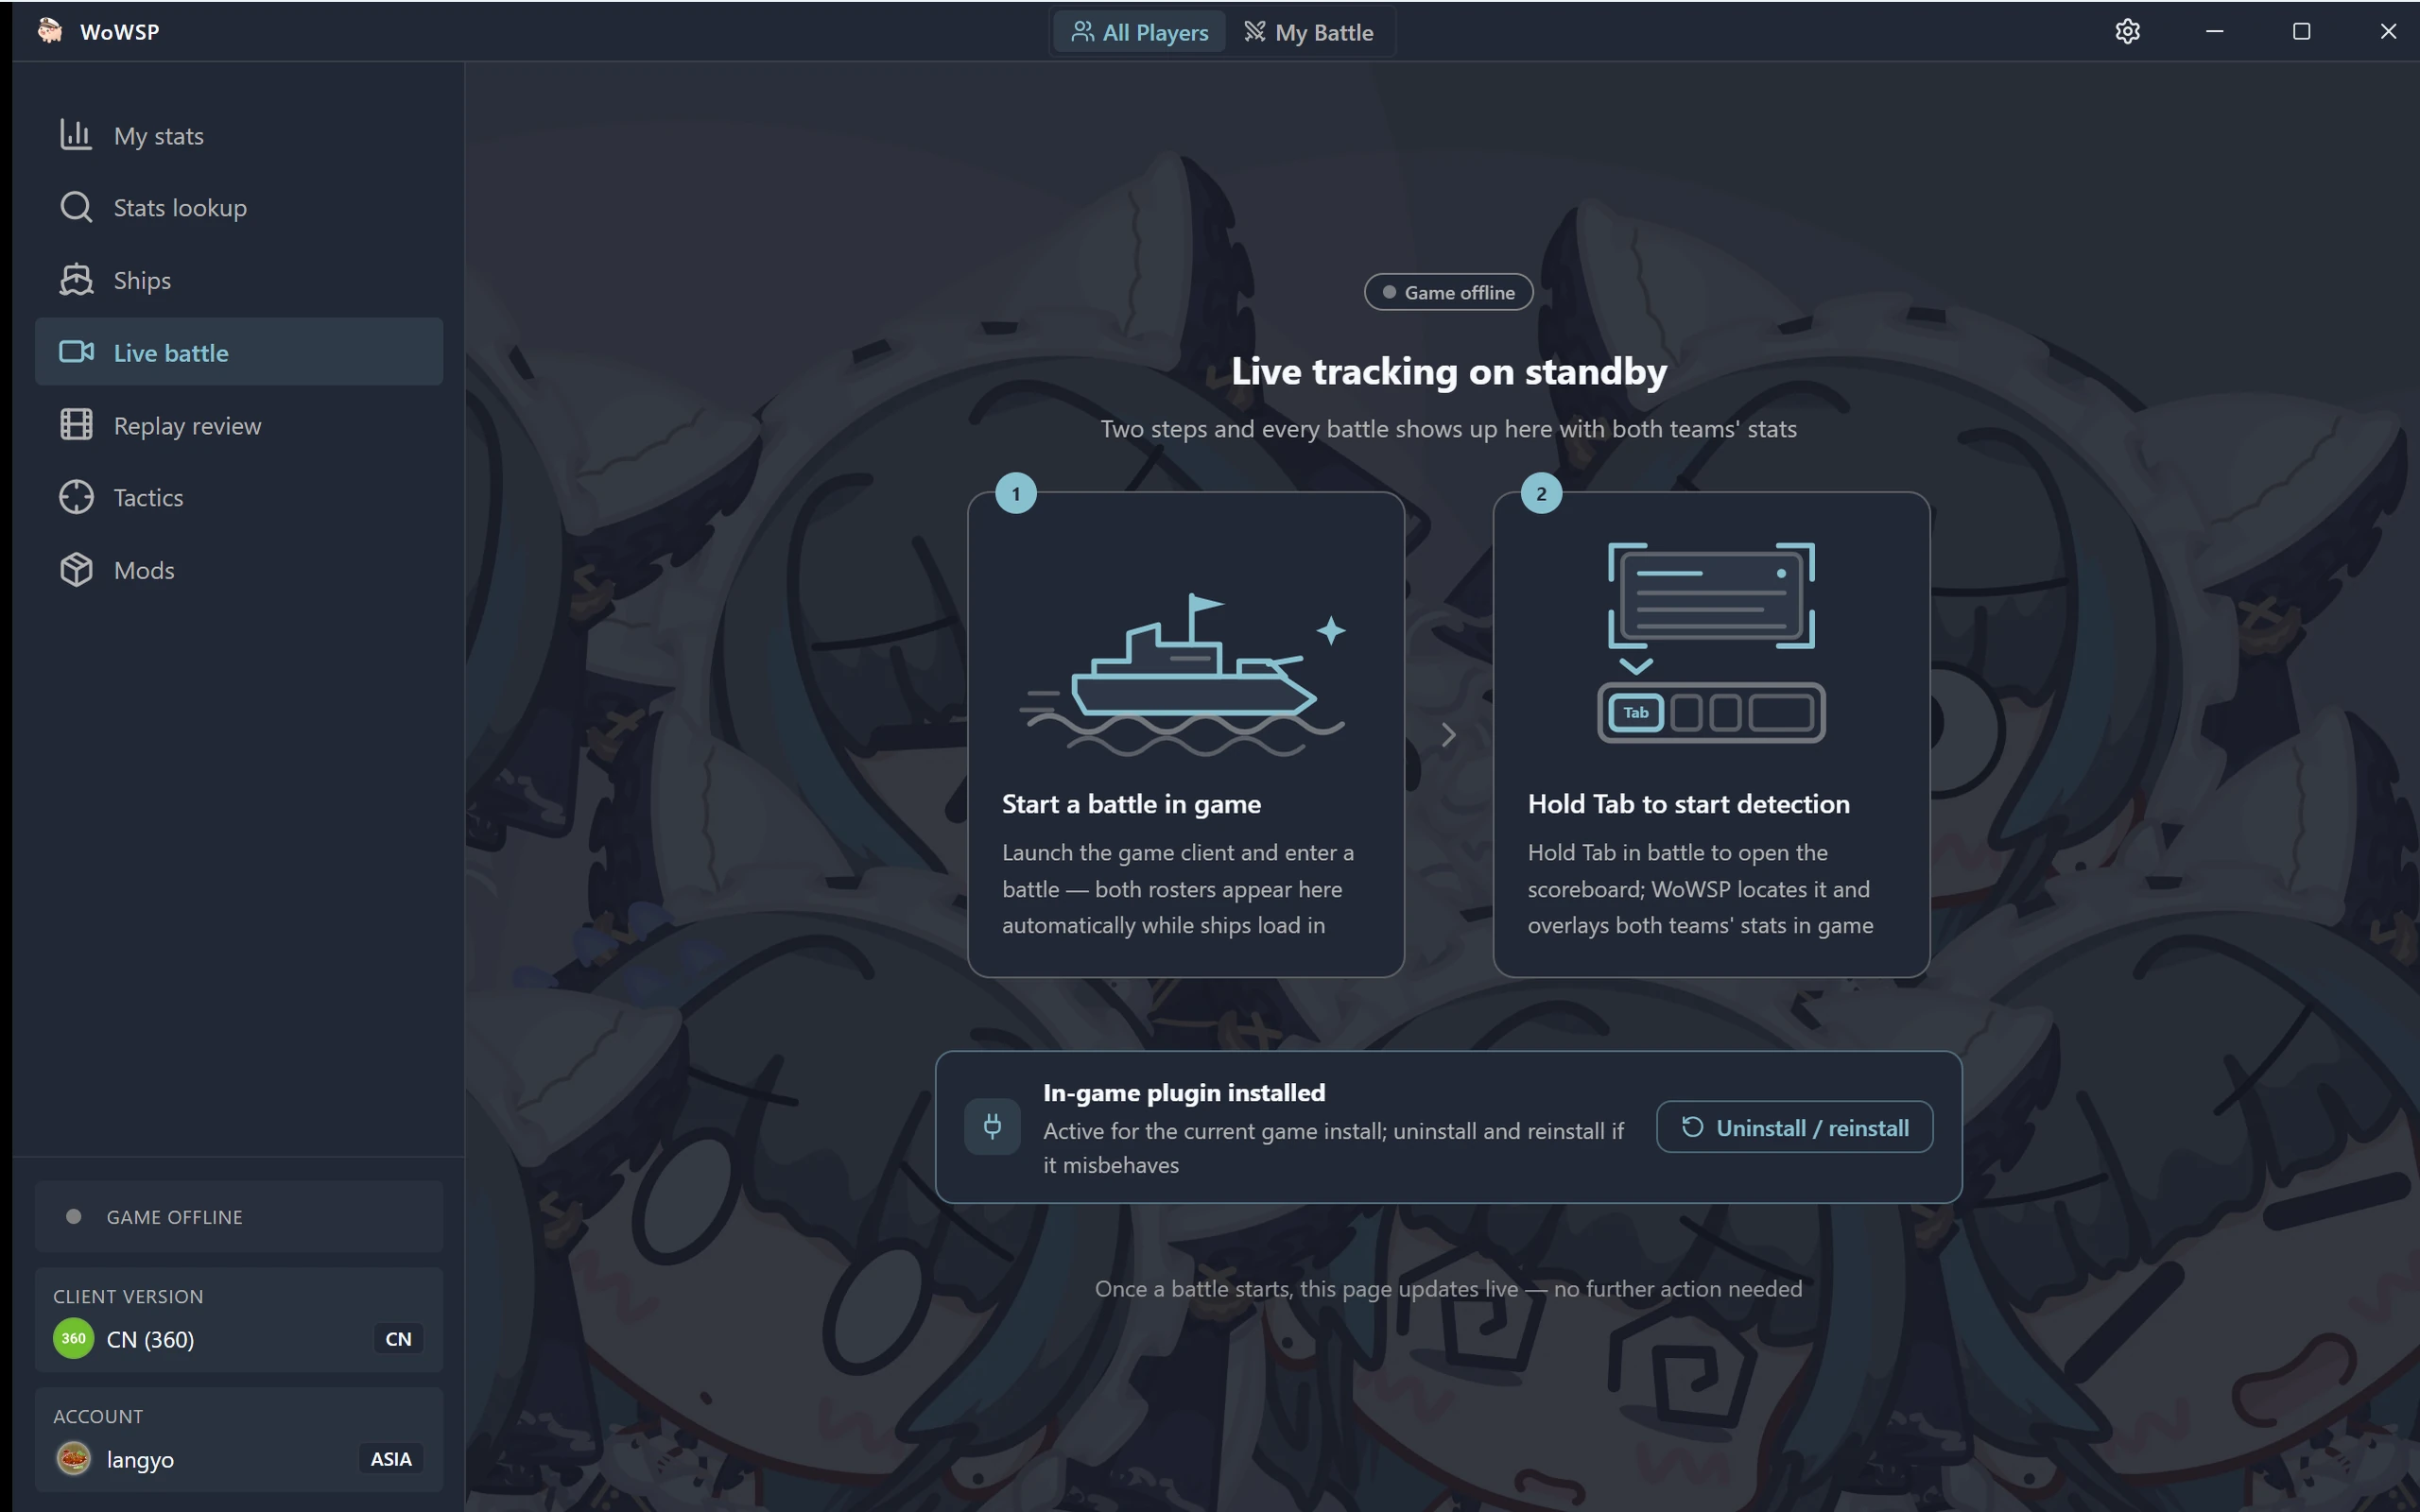 WoWSP
All Players
My Battle
My stats
Stats lookup
Ships
Live battle
Replay review
Tactics
Mods
GAME OFFLINE
CLIENT VERSION
360
CN (360)
CN
ACCOUNT
langyo
ASIA
Game offline
Live tracking on standby
Two steps and every battle shows up here with both teams' stats
1
Start a battle in game
Launch the game client and enter a
battle — both rosters appear here
automatically while ships load in
2
Tab
Hold Tab to start detection
Hold Tab in battle to open the
scoreboard; WoWSP locates it and
overlays both teams' stats in game
In-game plugin installed
Active for the current game install; uninstall and reinstall if
it misbehaves
Uninstall / reinstall
Once a battle starts, this page updates live — no further action needed